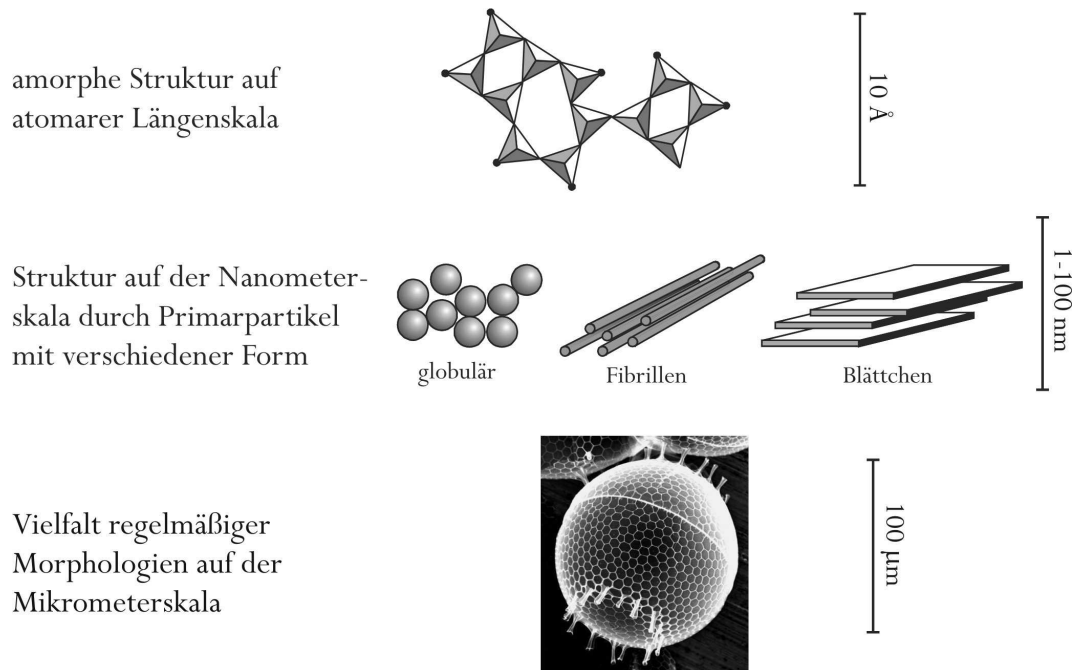 amorphe Struktur auf
atomarer Längenskala
10 Å
Struktur auf der Nanometer-
skala durch Primarpartikel
mit verschiedener Form
globulär
Fibrillen
Blättchen
1-100 nm
Vielfalt regelmäßiger
Morphologien auf der
Mikrometerskala
100 µm